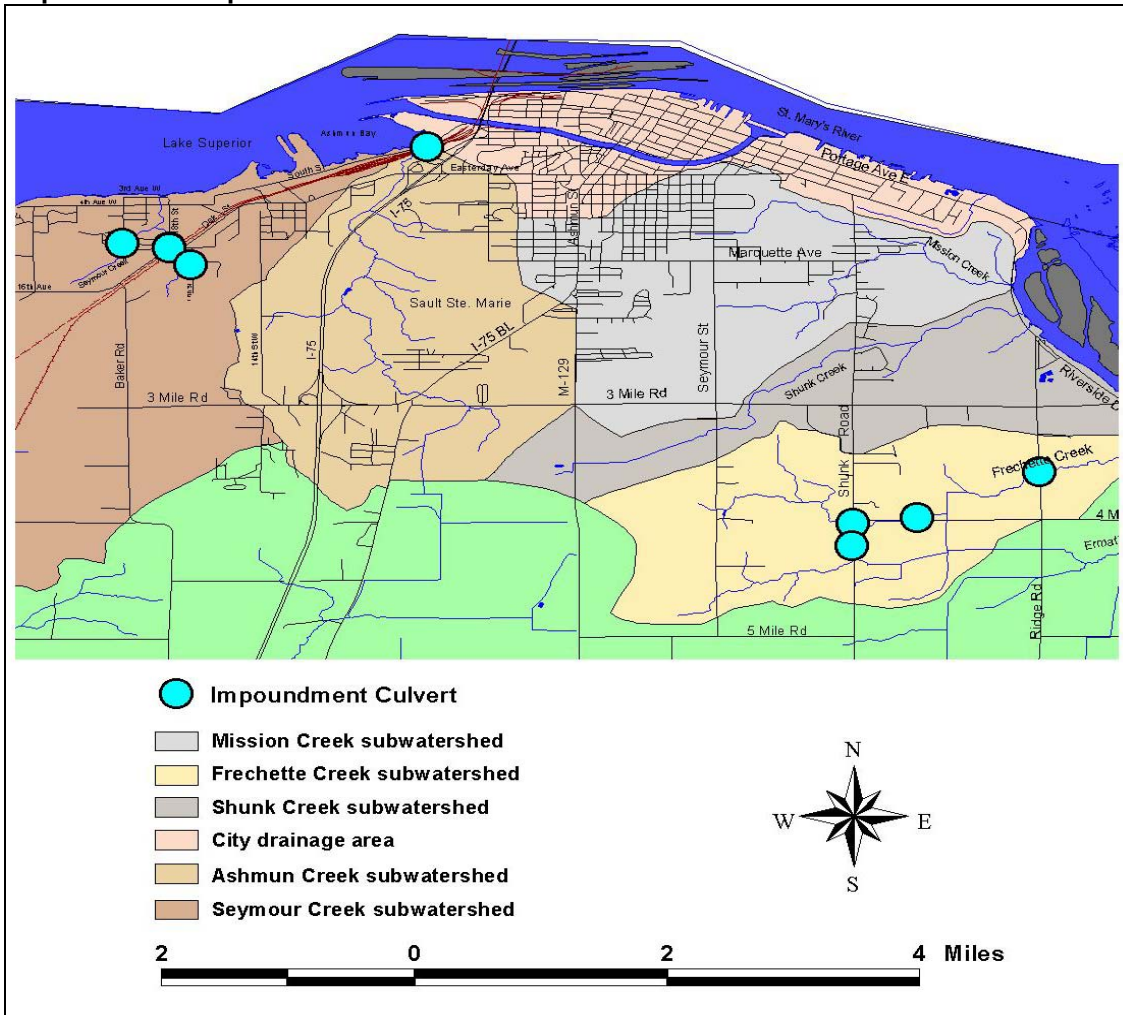 St. Mary's River
Lake Superior
Ashmun Bay
Portage Ave E
South St
Easterday Ave
3rd Ave W
4th Ave W
8th St
Oak St
I-75
Ashmun St
Mission Creek
Marquette Ave
Seymour Creek
16th Ave
Sault Ste. Marie
I-75 BL
14th St W
I-75
Baker Rd
M-129
Seymour St
Shunk Creek
3 Mile Rd
3 Mile Rd
Riverside D
Shunk Road
Frechette Creek
4 M
Ermat
5 Mile Rd
Ridge Rd
Impoundment Culvert
Mission Creek subwatershed
Frechette Creek subwatershed
Shunk Creek subwatershed
City drainage area
Ashmun Creek subwatershed
Seymour Creek subwatershed
N
W
E
S
2 0 2 4 Miles